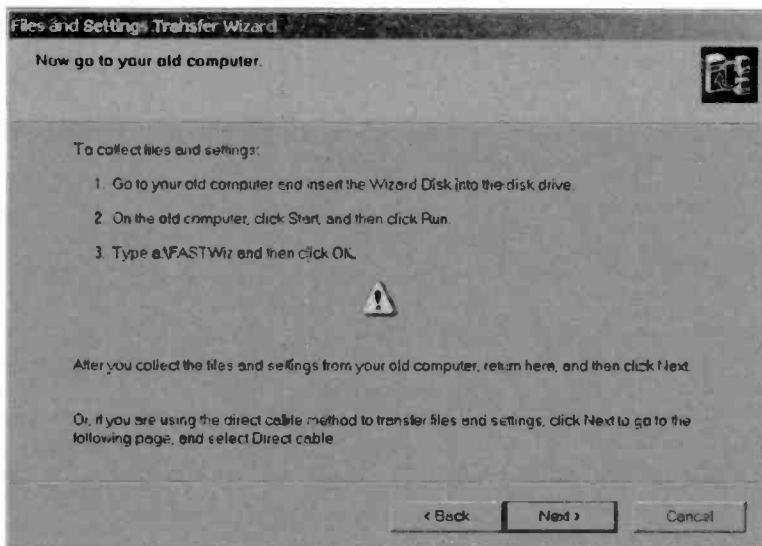 Files and Settings Transfer Wizard
Now go to your old computer.
To collect files and settings:
1. Go to your old computer and insert the Wizard Disk into the disk drive.
2. On the old computer, click Start, and then click Run.
3. Type a:\FASTWiz and then click OK.
After you collect the files and settings from your old computer, return here, and then click Next.
Or, if you are using the direct cable method to transfer files and settings, click Next to go to the
following page, and select Direct cable
< Back Next > Cancel